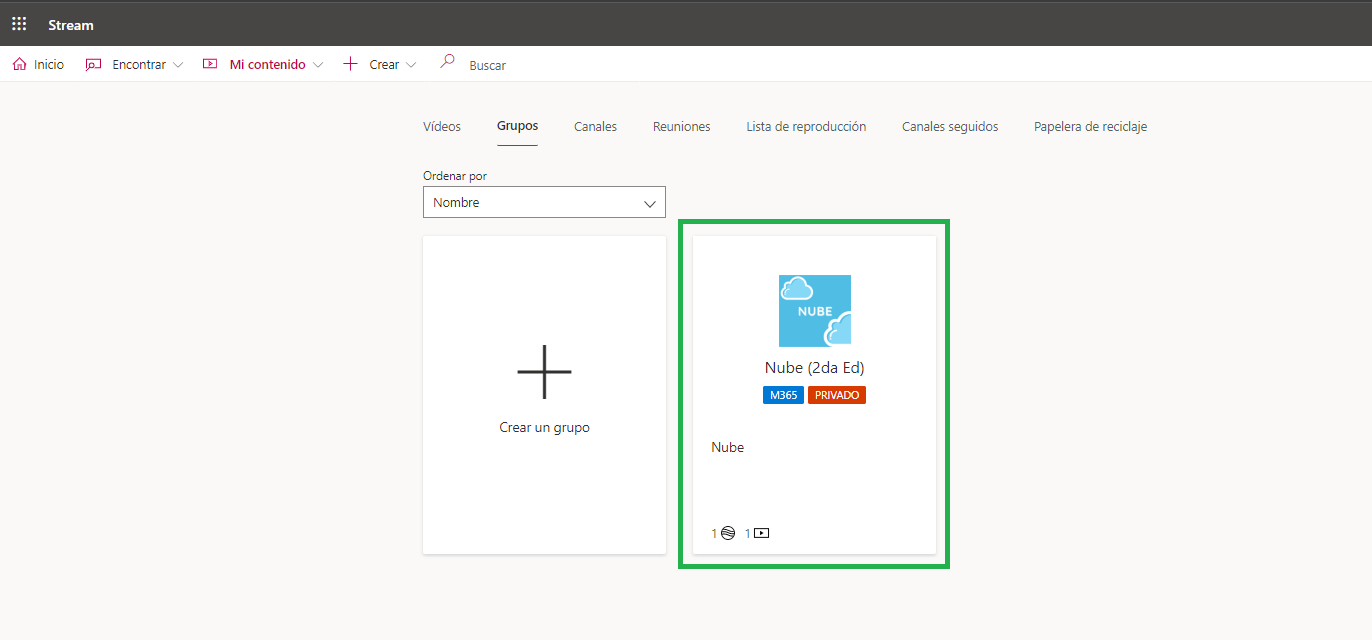 Stream
Inicio Encontrar Mi contenido Crear Buscar
Vídeos Grupos Canales Reuniones Lista de reproducción Canales seguidos Papelera de reciclaje
Ordenar por
Nombre
Crear un grupo
NUBE
Nube (2da Ed)
M365 PRIVADO
Nube
1 1